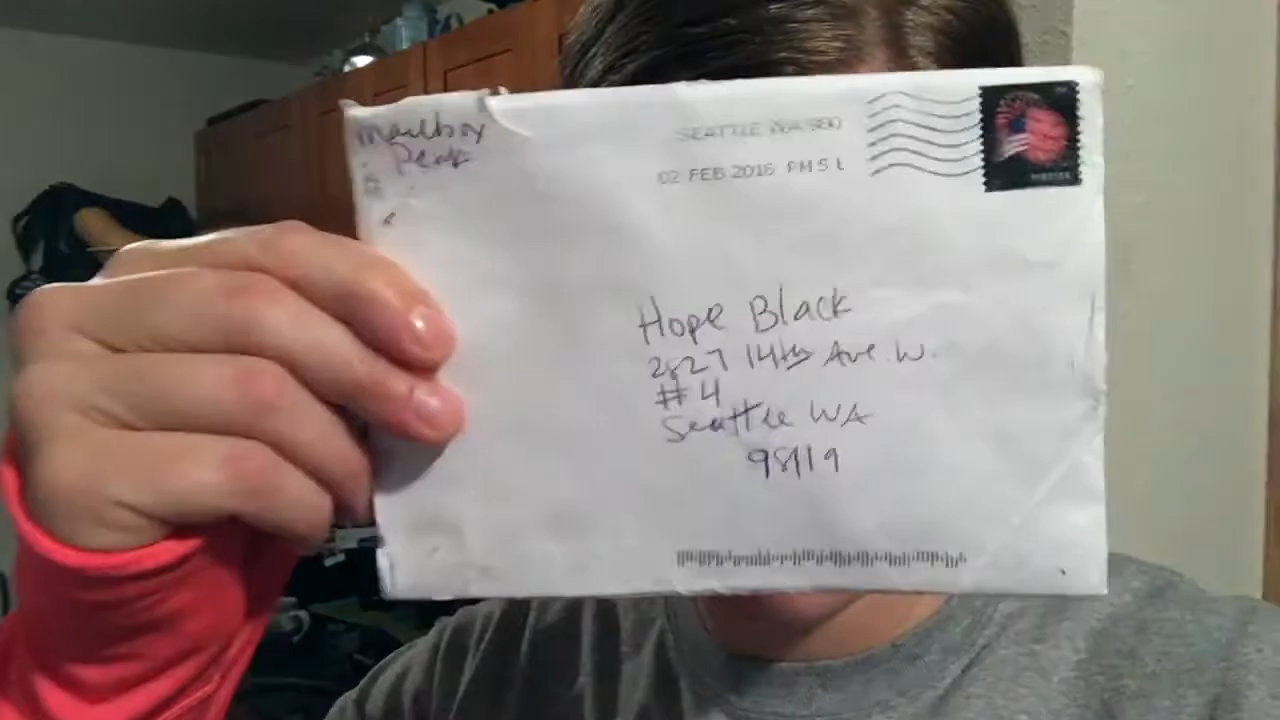 Mailbox
Peak
SEATTLE WA 980
02 FEB 2016 PM 5 L
Hope Black
2827 14th Ave. W.
#4
Seattle WA
98119